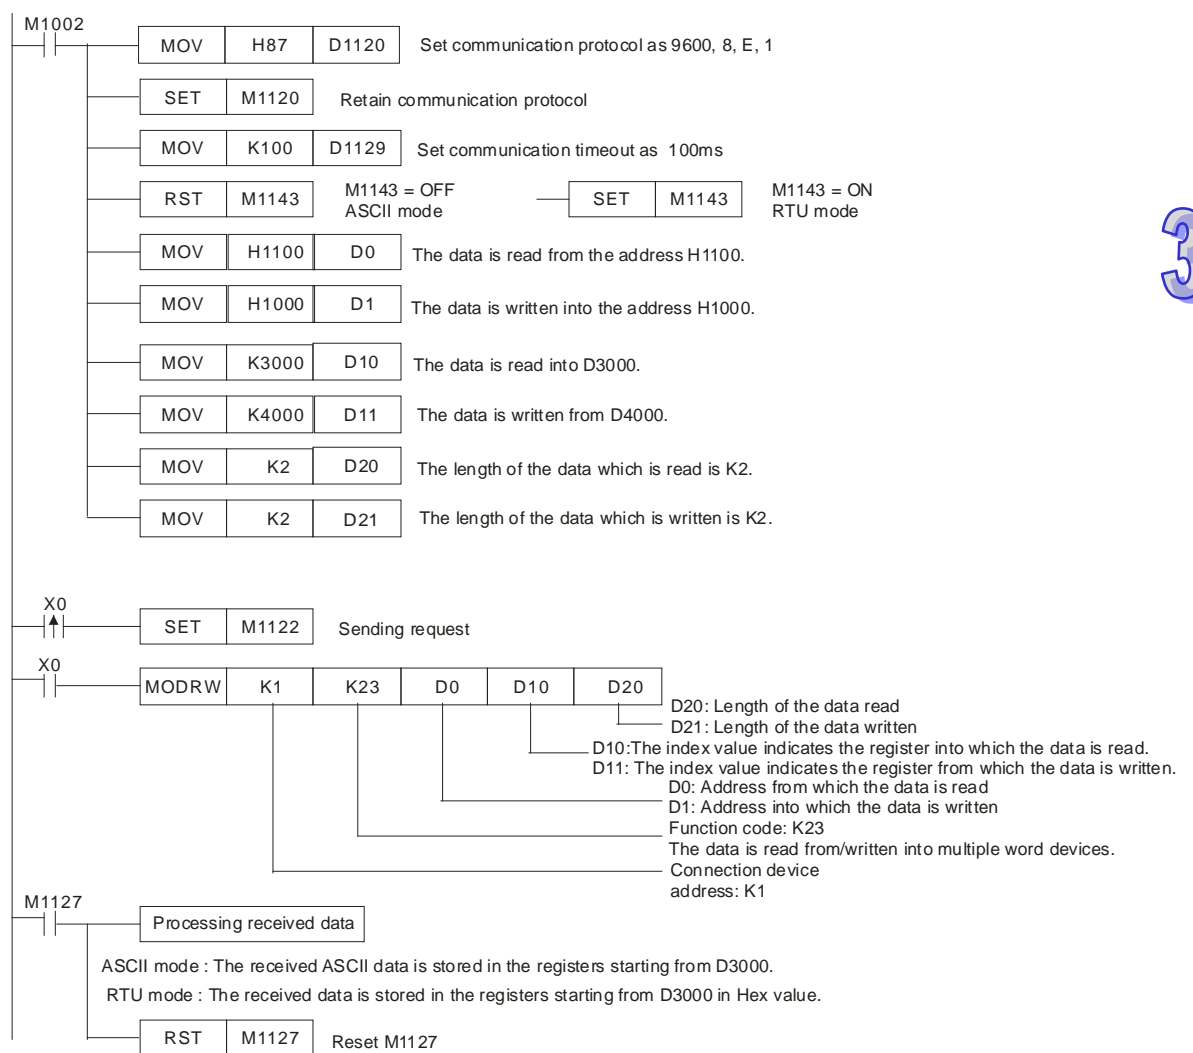 M1002
MOV H87 D1120 Set communication protocol as 9600, 8, E, 1
SET M1120 Retain communication protocol
MOV K100 D1129 Set communication timeout as 100ms
RST M1143 M1143 = OFF
ASCII mode
SET M1143 M1143 = ON
RTU mode
MOV H1100 D0 The data is read from the address H1100.
MOV H1000 D1 The data is written into the address H1000.
3
MOV K3000 D10 The data is read into D3000.
MOV K4000 D11 The data is written from D4000.
MOV K2 D20 The length of the data which is read is K2.
MOV K2 D21 The length of the data which is written is K2.
X0
SET M1122 Sending request
X0
MODRW K1 K23 D0 D10 D20
D20: Length of the data read
D21: Length of the data written
D10:The index value indicates the register into which the data is read.
D11: The index value indicates the register from which the data is written.
D0: Address from which the data is read
D1: Address into which the data is written
Function code: K23
The data is read from/written into multiple word devices.
Connection device
address: K1
M1127
Processing received data
ASCII mode : The received ASCII data is stored in the registers starting from D3000.
RTU mode : The received data is stored in the registers starting from D3000 in Hex value.
RST M1127 Reset M1127